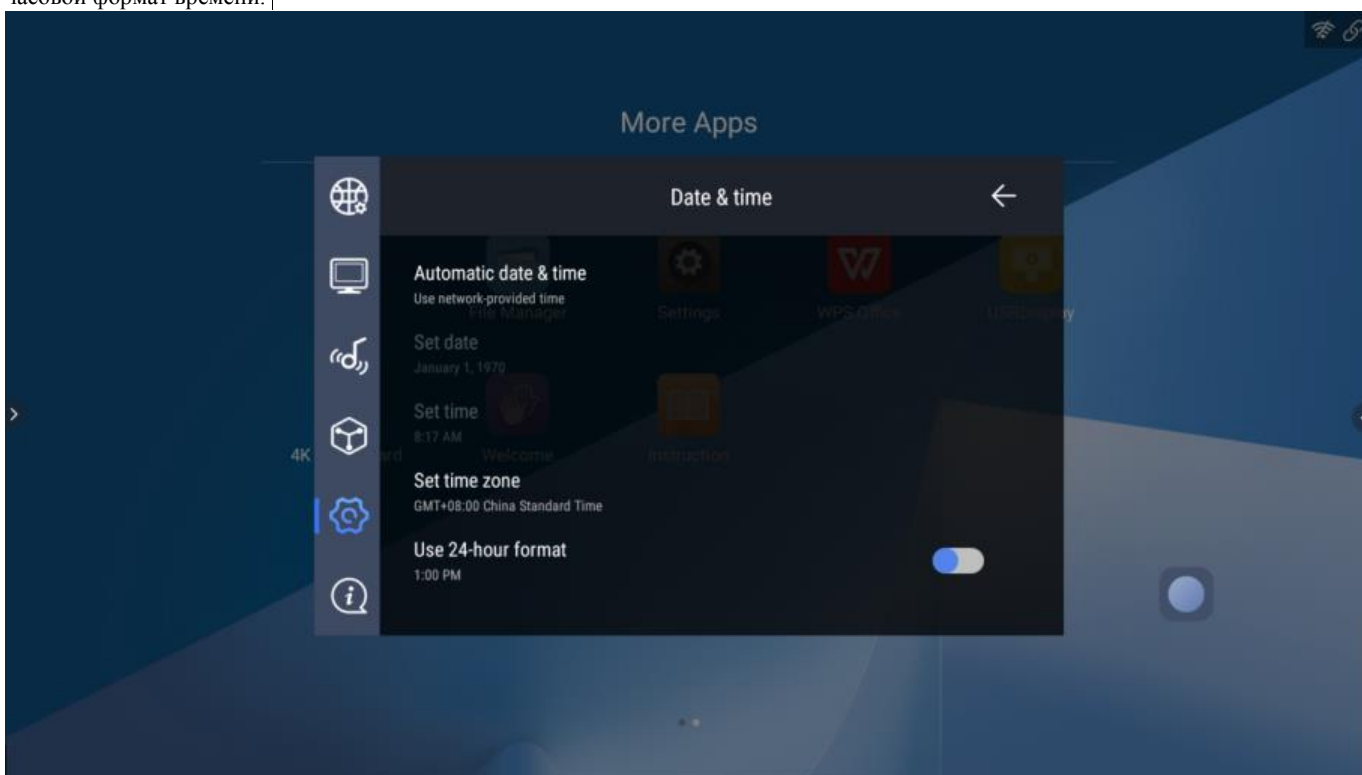 часовой формат времени.
More Apps
Date & time
Automatic date & time
Use network-provided time
File Manager
Settings
WPS Office
Set date
January 1, 1970
Set time
8:17 AM
4K
Welcome
Instruction
Set time zone
GMT+08:00 China Standard Time
Use 24-hour format
1:00 PM